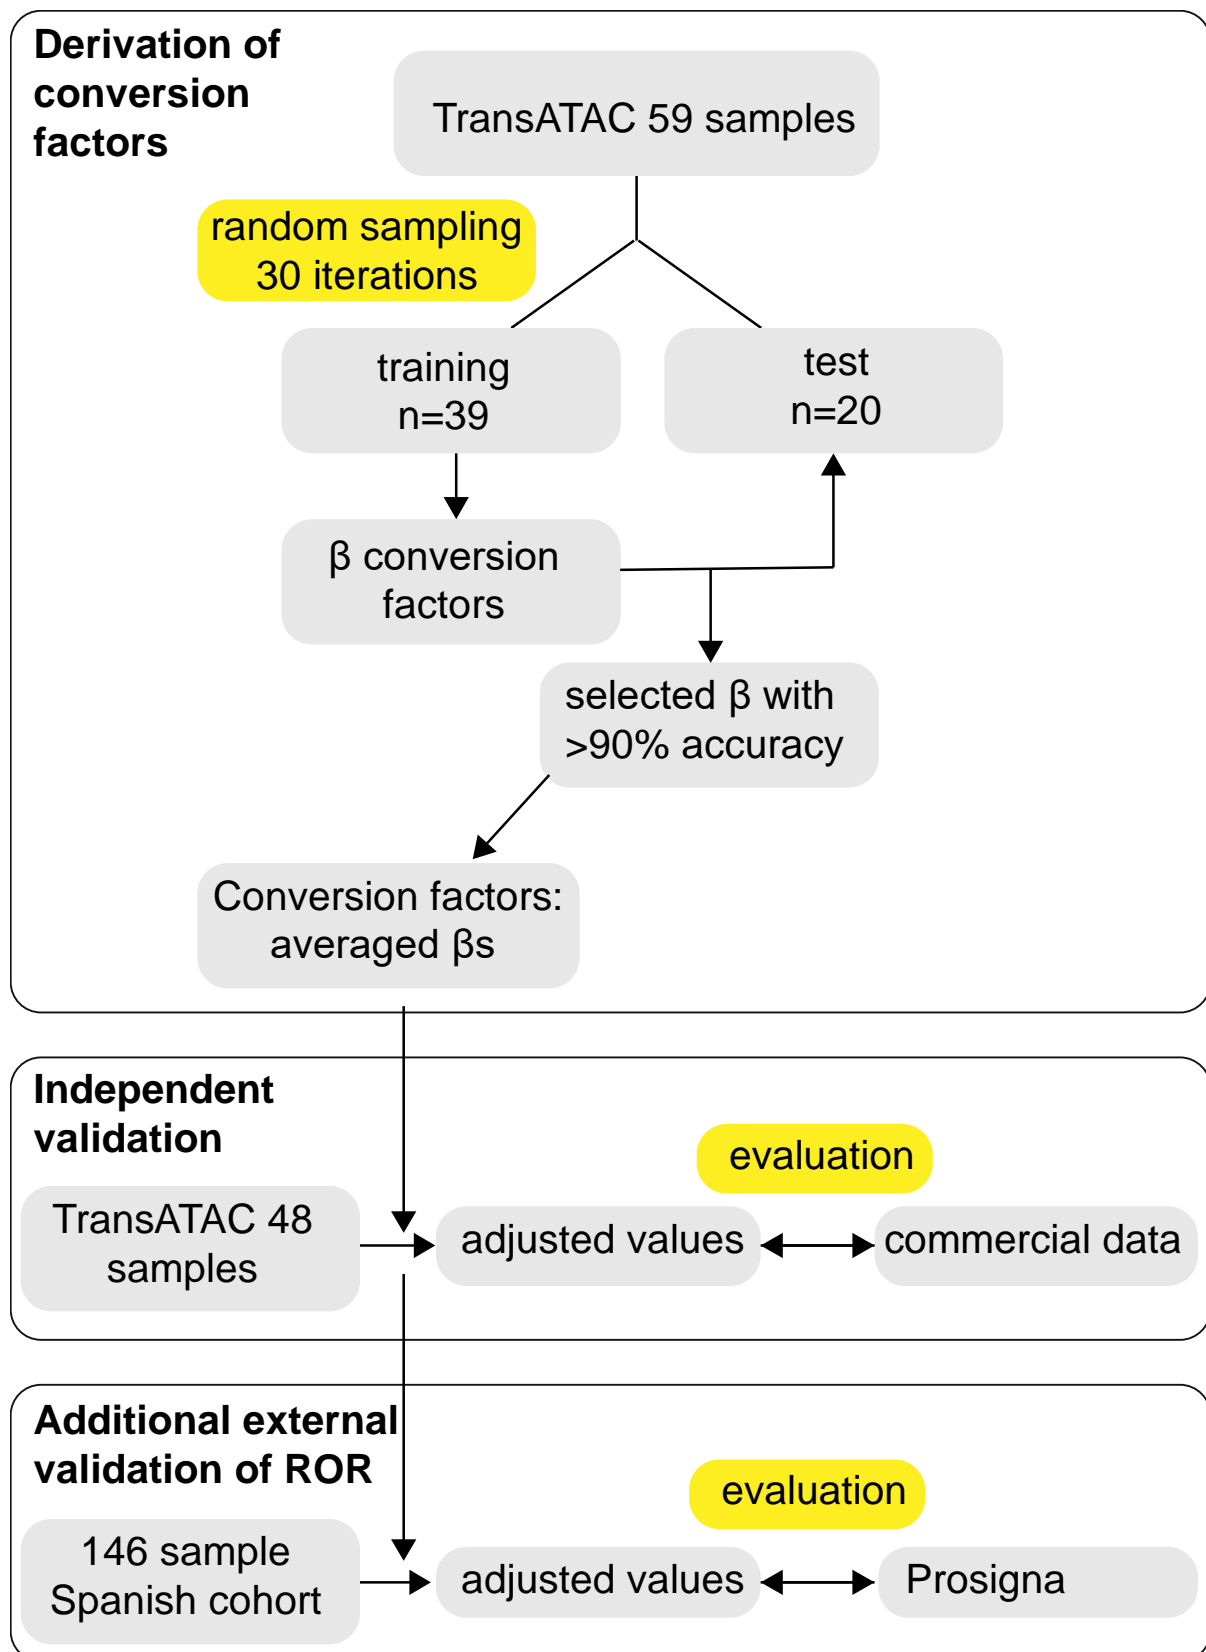 Derivation of
conversion
factors
TransATAC 59 samples
random sampling
30 iterations
training
n=39
test
n=20
β conversion
factors
selected β with
>90% accuracy
Conversion factors:
averaged βs
Independent
validation
evaluation
TransATAC 48
samples
adjusted values
commercial data
Additional external
validation of ROR
evaluation
146 sample
Spanish cohort
adjusted values
Prosigna